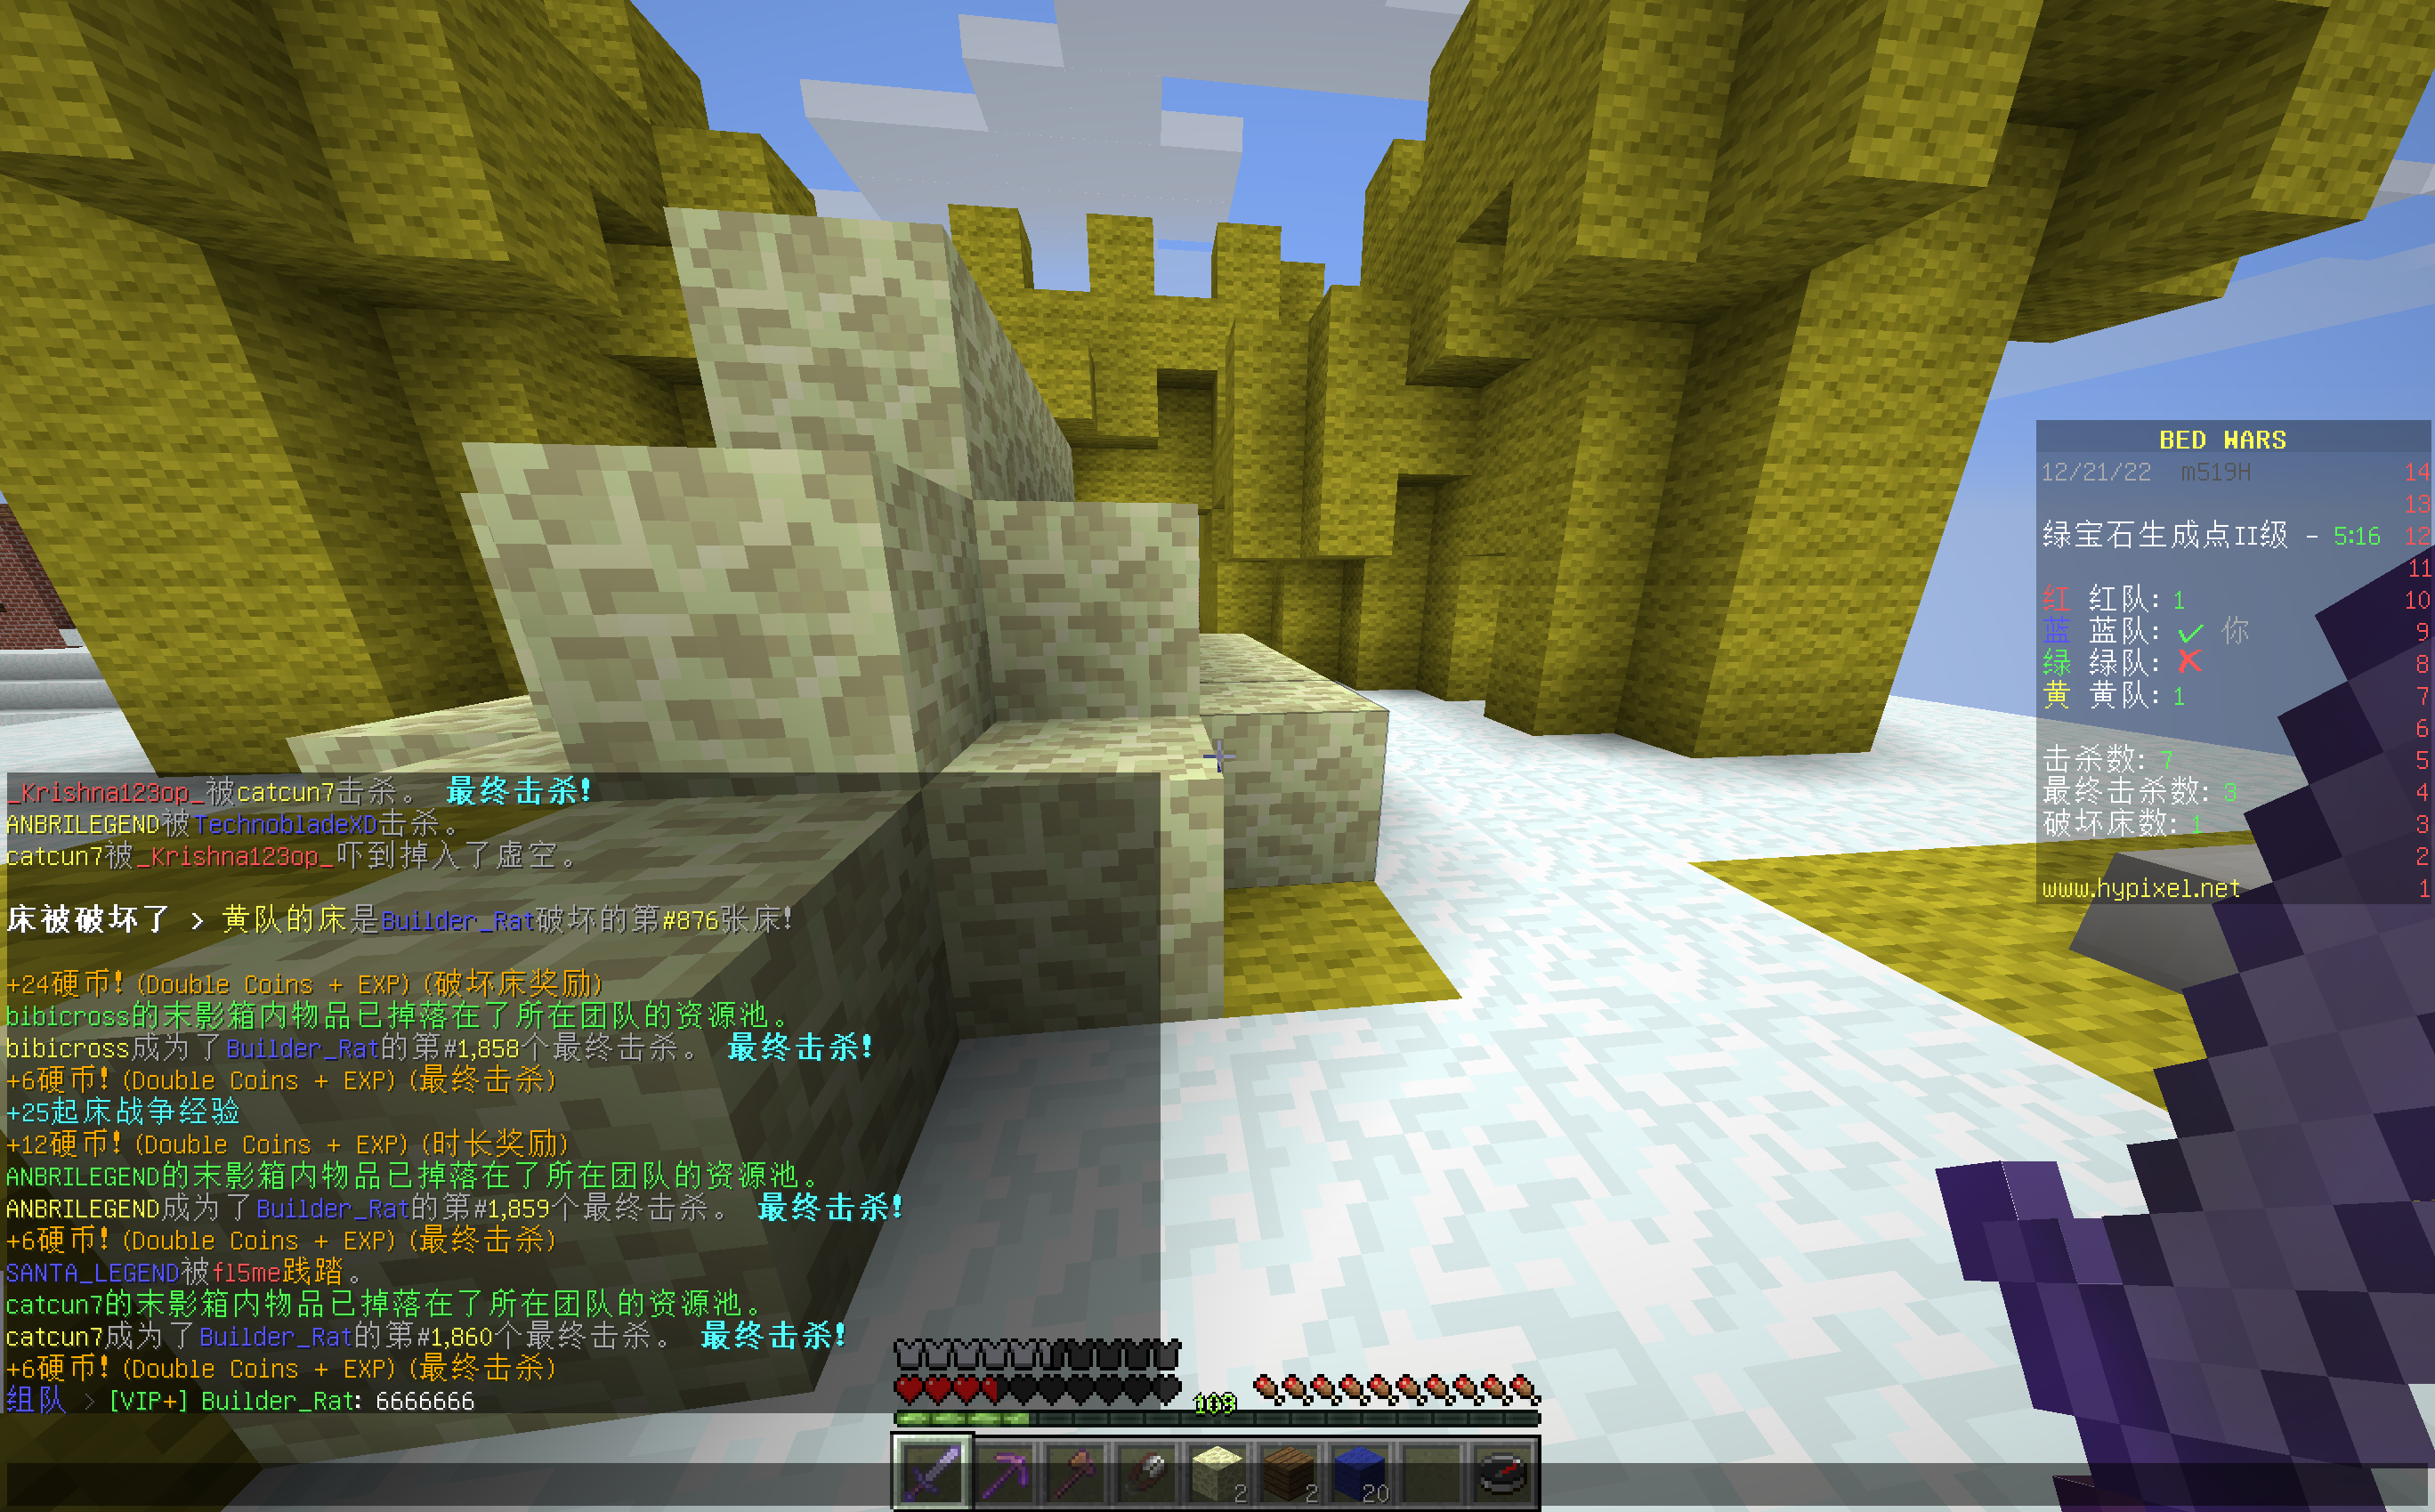 _Krishna123op_被catcun7击杀。 最终击杀!
ANBRILEGEND被TechnobladeXD击杀。
catcun7被_Krishna123op_吓到掉入了虚空。
床被破坏了 > 黄队的床是Builder_Rat破坏的第#876张床!
+24硬币! (Double Coins + EXP) (破坏床奖励)
bibicross的末影箱内物品已掉落在了所在团队的资源池。
bibicross成为了Builder_Rat的第#1,858个最终击杀。 最终击杀!
+6硬币! (Double Coins + EXP) (最终击杀)
+25起床战争经验
+12硬币! (Double Coins + EXP) (时长奖励)
ANBRILEGEND的末影箱内物品已掉落在了所在团队的资源池。
ANBRILEGEND成为了Builder_Rat的第#1,859个最终击杀。 最终击杀!
+6硬币! (Double Coins + EXP) (最终击杀)
SANTA_LEGEND被fl5me践踏。
catcun7的末影箱内物品已掉落在了所在团队的资源池。
catcun7成为了Builder_Rat的第#1,860个最终击杀。 最终击杀!
+6硬币! (Double Coins + EXP) (最终击杀)
组队 > [VIP+] Builder_Rat: 6666666
BED WARS
12/21/22 m519H 14
13
绿宝石生成点II级 - 5:16 12
11
红 红队: 1 10
蓝 蓝队: ✓ 你 9
绿 绿队: ✗ 8
黄 黄队: 1 7
6
击杀数: 7 5
最终击杀数: 3 4
破坏床数: 1 3
2
www.hypixel.net 1
108
2 2 20